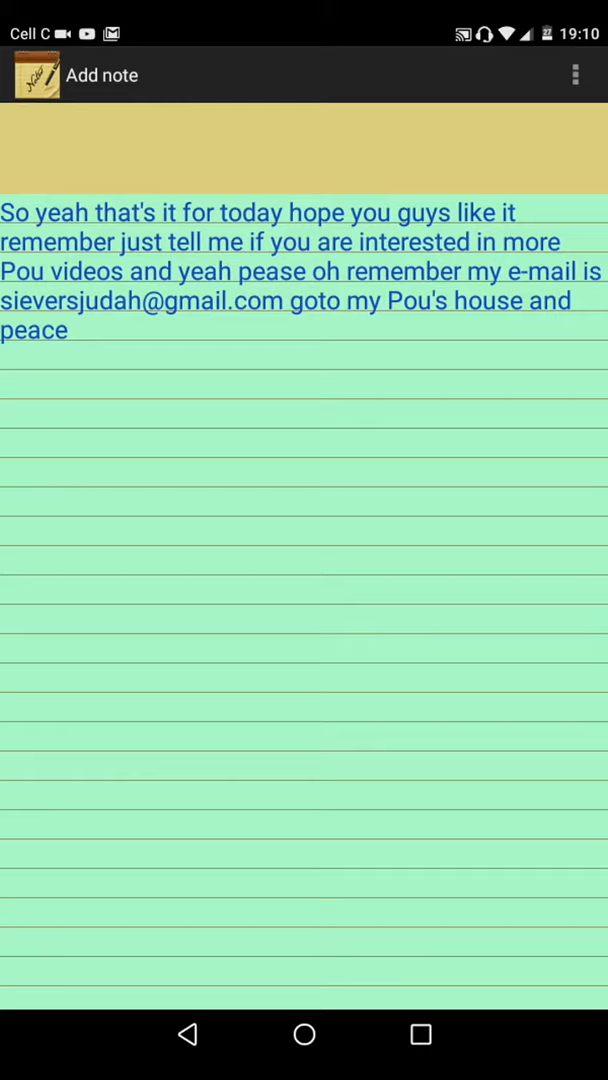 Cell C 27 19:10
Notes Add note
So yeah that's it for today hope you guys like it
remember just tell me if you are interested in more
Pou videos and yeah pease oh remember my e-mail is
sieversjudah@gmail.com goto my Pou's house and
peace